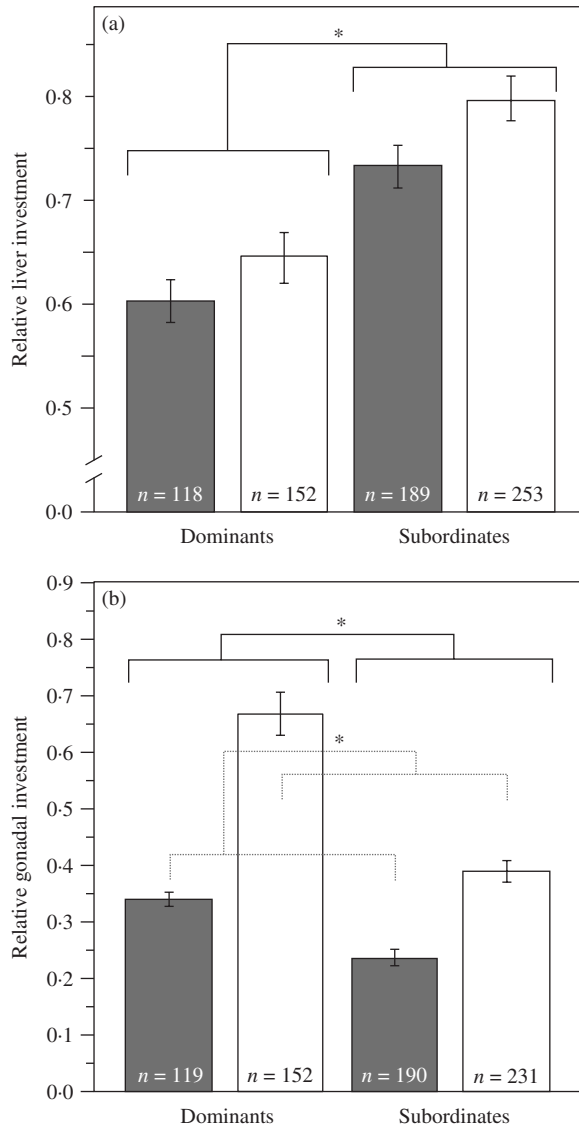 (a)
*
Relative liver investment
0·8
0·7
0·6
0·5
0·0
n = 118
n = 152
n = 189
n = 253
Dominants
Subordinates
(b)
*
*
Relative gonadal investment
0·9
0·8
0·7
0·6
0·5
0·4
0·3
0·2
0·1
0·0
n = 119
n = 152
n = 190
n = 231
Dominants
Subordinates